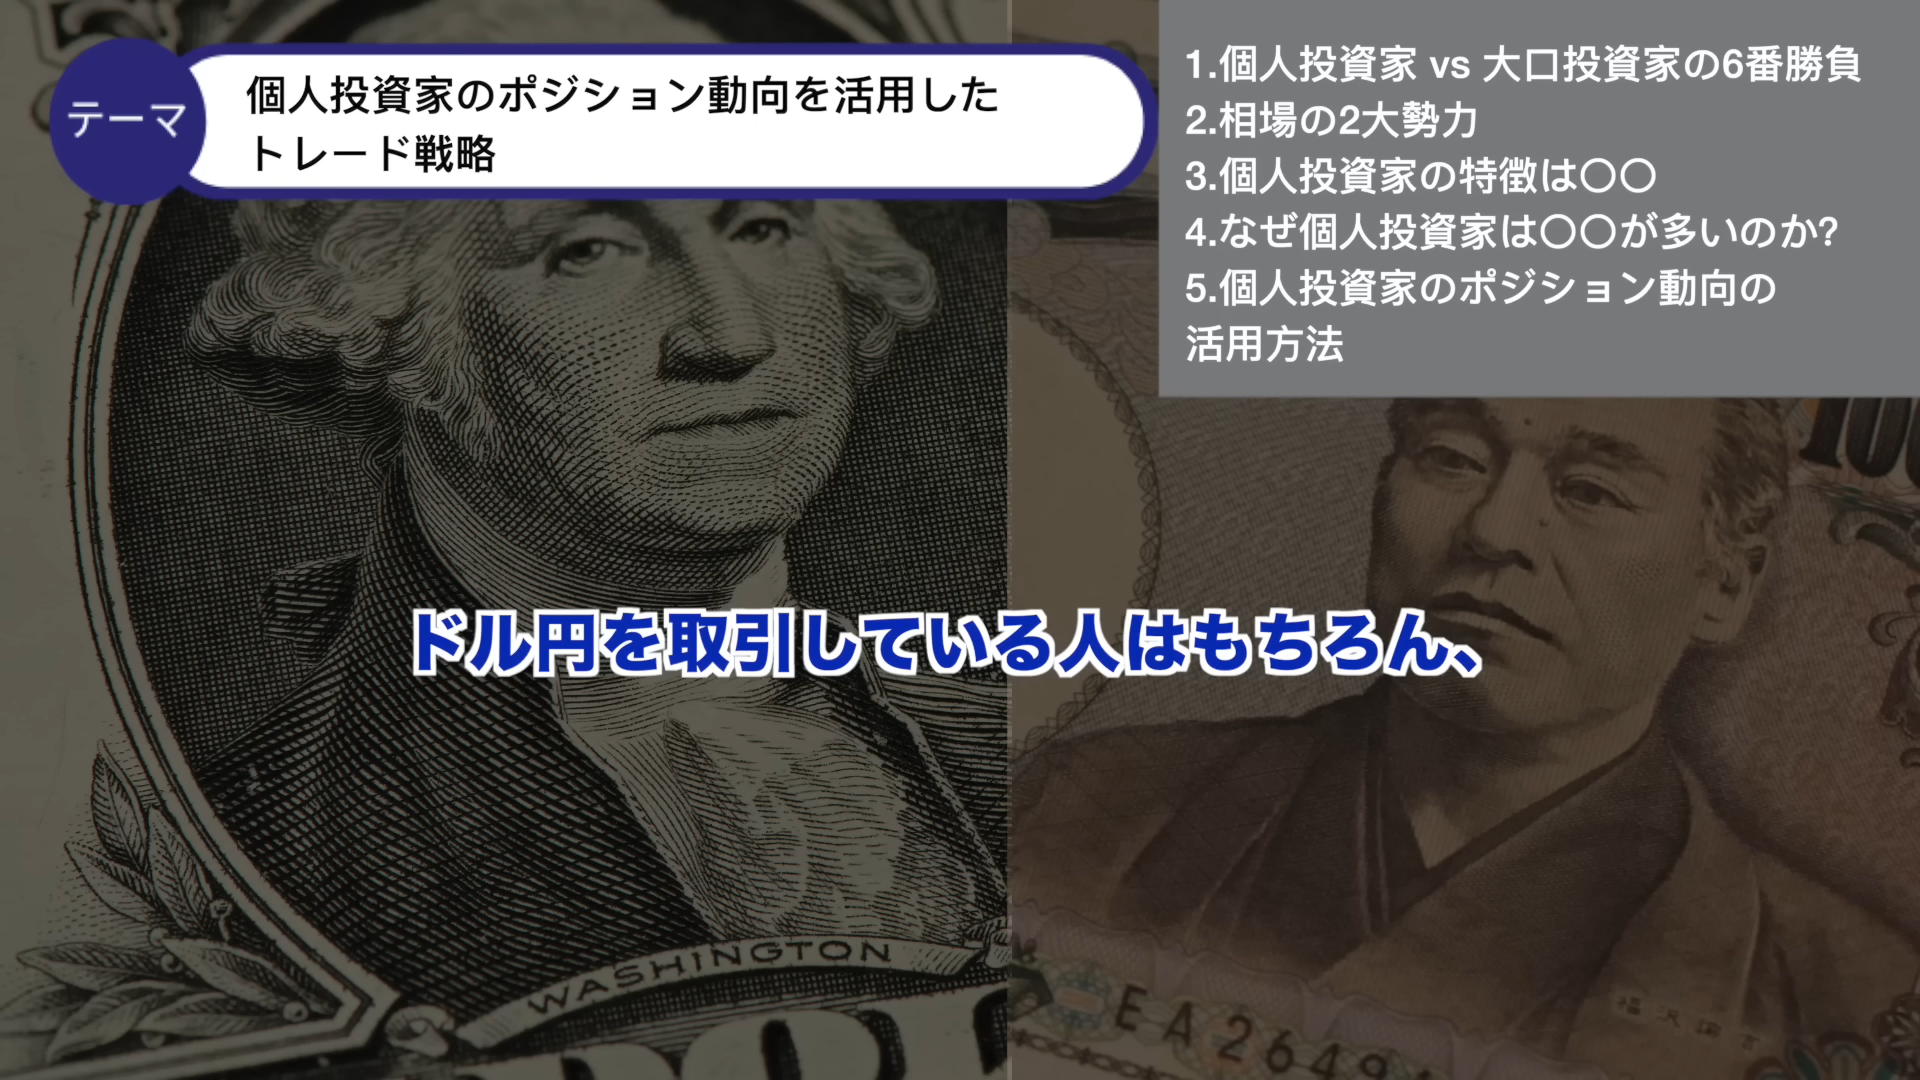 テーマ
個人投資家のポジション動向を活用した
トレード戦略
1.個人投資家 vs 大口投資家の6番勝負
2.相場の2大勢力
3.個人投資家の特徴は〇〇
4.なぜ個人投資家は〇〇が多いのか?
5.個人投資家のポジション動向の
活用方法
ドル円を取引している人はもちろん、
WASHINGTON
福沢諭吉
EA2649